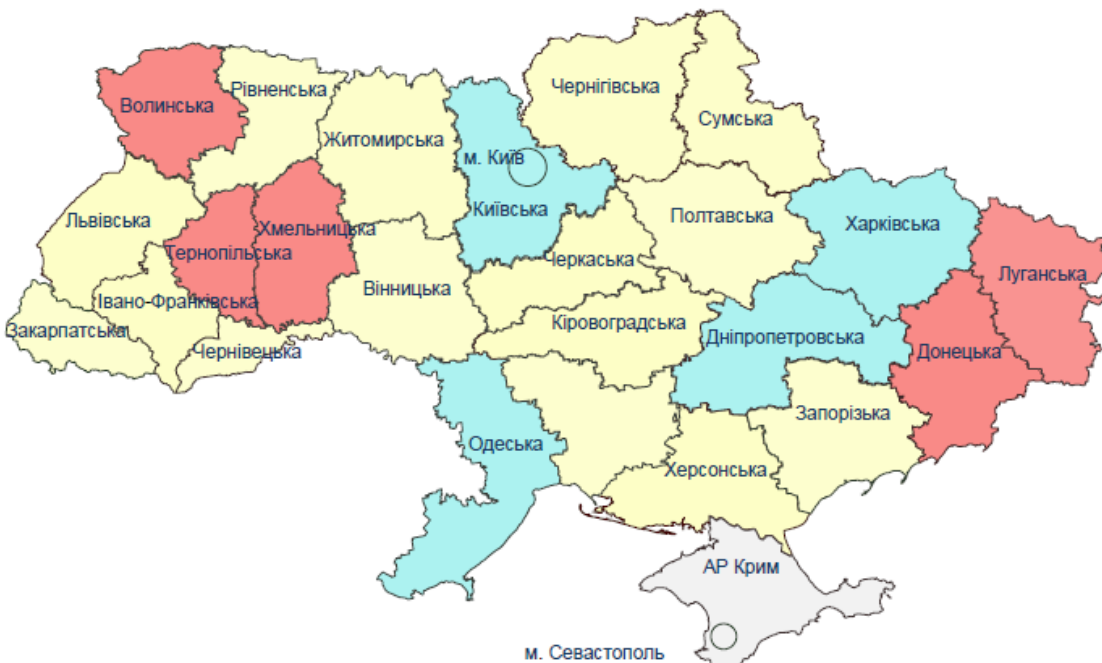 Чернігівська
Рівненська
Волинська
Сумська
Житомирська
м. Київ
Київська
Полтавська
Львівська
Хмельницька
Харківська
Тернопільська
Черкаська
Луганська
Вінницька
Івано-Франківська
Кіровоградська
Закарпатська
Дніпропетровська
Чернівецька
Донецька
Запорізька
Одеська
Херсонська
АР Крим
м. Севастополь